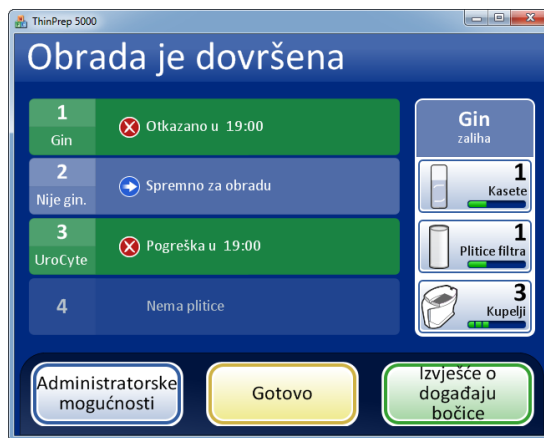 ThinPrep 5000
Obrada je dovršena
1
Gin
Otkazano u 19:00
2
Nije gin.
Spremno za obradu
3
UroCyte
Pogreška u 19:00
4
Nema plitice
Gin
zaliha
1
Kasete
1
Plitice filtra
3
Kupelji
Administratorske
mogućnosti
Gotovo
Izvješće o
događaju
bočice